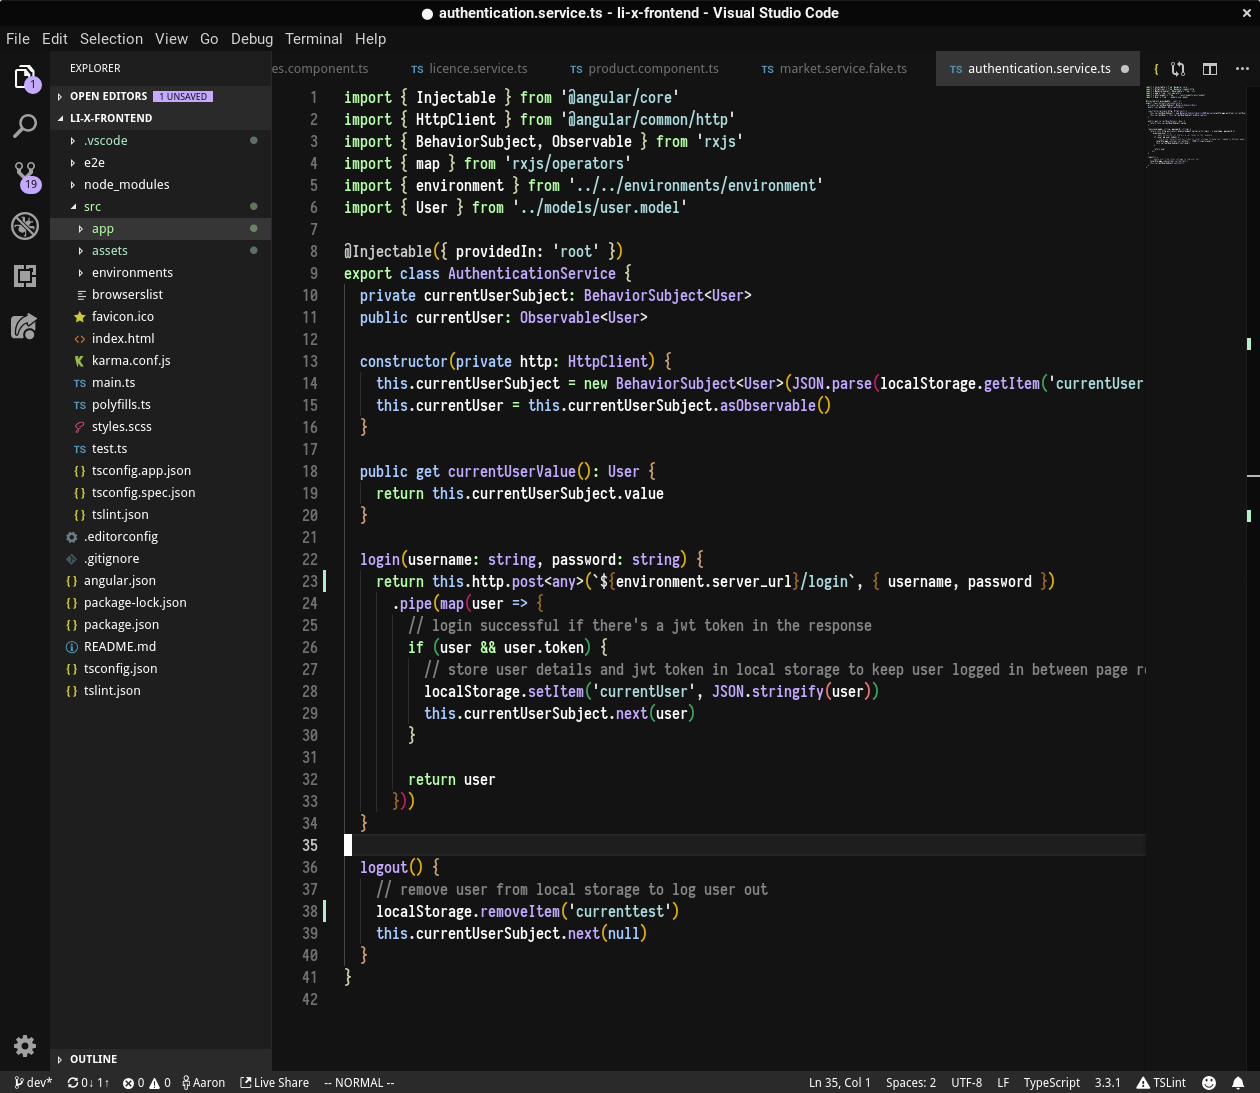 authentication.service.ts - li-x-frontend - Visual Studio Code
File Edit Selection View Go Debug Terminal Help
EXPLORER
es.component.ts
TS licence.service.ts
TS product.component.ts
TS market.service.fake.ts
TS authentication.service.ts
1
19
OPEN EDITORS 1 UNSAVED
LI-X-FRONTEND
.vscode
e2e
node_modules
src
app
assets
environments
browserslist
favicon.ico
<> index.html
karma.conf.js
TS main.ts
TS polyfills.ts
styles.scss
TS test.ts
{} tsconfig.app.json
{} tsconfig.spec.json
{} tslint.json
.editorconfig
.gitignore
{} angular.json
{} package-lock.json
{} package.json
README.md
{} tsconfig.json
{} tslint.json
OUTLINE
1 import { Injectable } from '@angular/core'
2 import { HttpClient } from '@angular/common/http'
3 import { BehaviorSubject, Observable } from 'rxjs'
4 import { map } from 'rxjs/operators'
5 import { environment } from '../../environments/environment'
6 import { User } from '../models/user.model'
7
8 @Injectable({ providedIn: 'root' })
9 export class AuthenticationService {
10 private currentUserSubject: BehaviorSubject<User>
11 public currentUser: Observable<User>
12
13 constructor(private http: HttpClient) {
14 this.currentUserSubject = new BehaviorSubject<User>(JSON.parse(localStorage.getItem('currentUser
15 this.currentUser = this.currentUserSubject.asObservable()
16 }
17
18 public get currentUserValue(): User {
19 return this.currentUserSubject.value
20 }
21
22 login(username: string, password: string) {
23 return this.http.post<any>(`${environment.server_url}/login`, { username, password })
24 .pipe(map(user => {
25 // login successful if there's a jwt token in the response
26 if (user && user.token) {
27 // store user details and jwt token in local storage to keep user logged in between page re
28 localStorage.setItem('currentUser', JSON.stringify(user))
29 this.currentUserSubject.next(user)
30 }
31
32 return user
33 }))
34 }
35
36 logout() {
37 // remove user from local storage to log user out
38 localStorage.removeItem('currenttest')
39 this.currentUserSubject.next(null)
40 }
41 }
42
dev* 0↓ 1↑ 0 0 Aaron Live Share -- NORMAL -- Ln 35, Col 1 Spaces: 2 UTF-8 LF TypeScript 3.3.1 TSLint